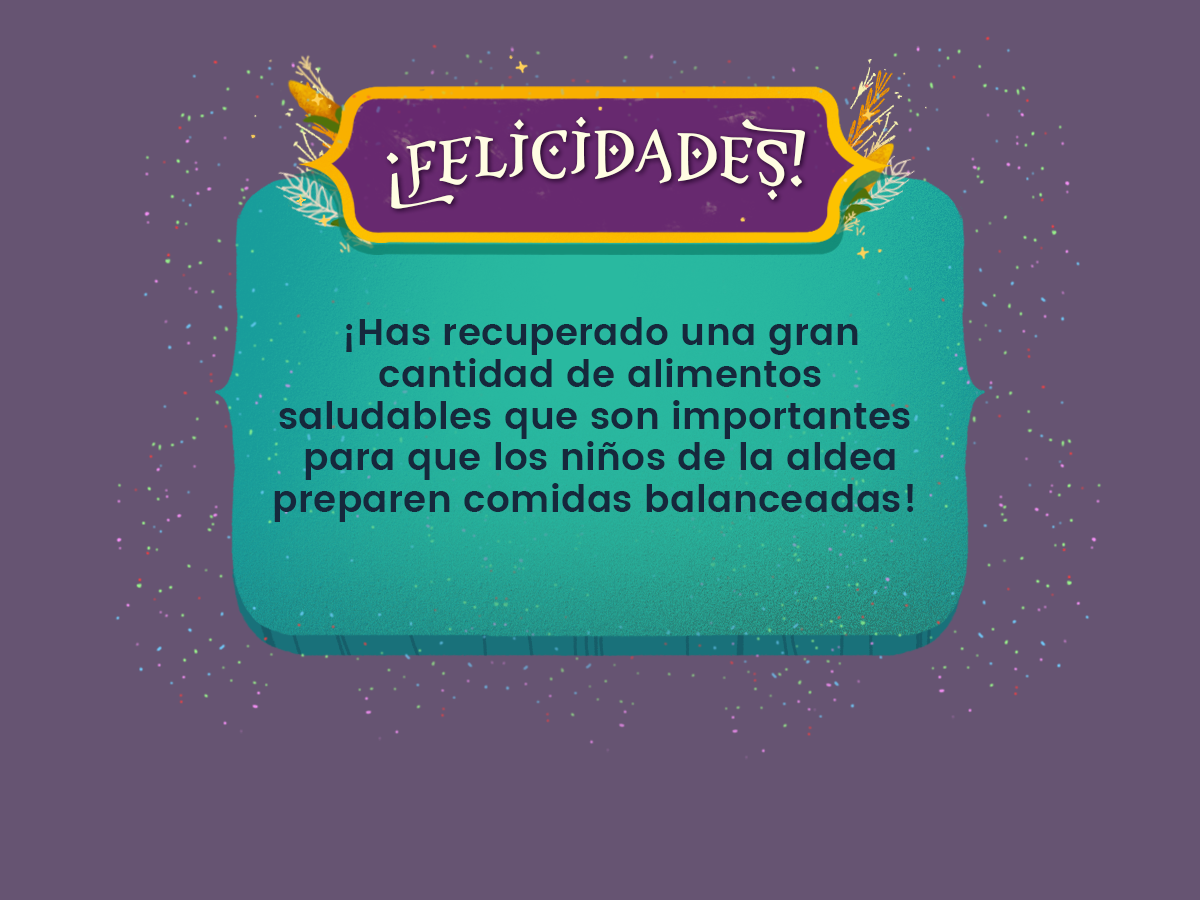 ¡FELICIDADES!
¡Has recuperado una gran
cantidad de alimentos
saludables que son importantes
para que los niños de la aldea
preparen comidas balanceadas!